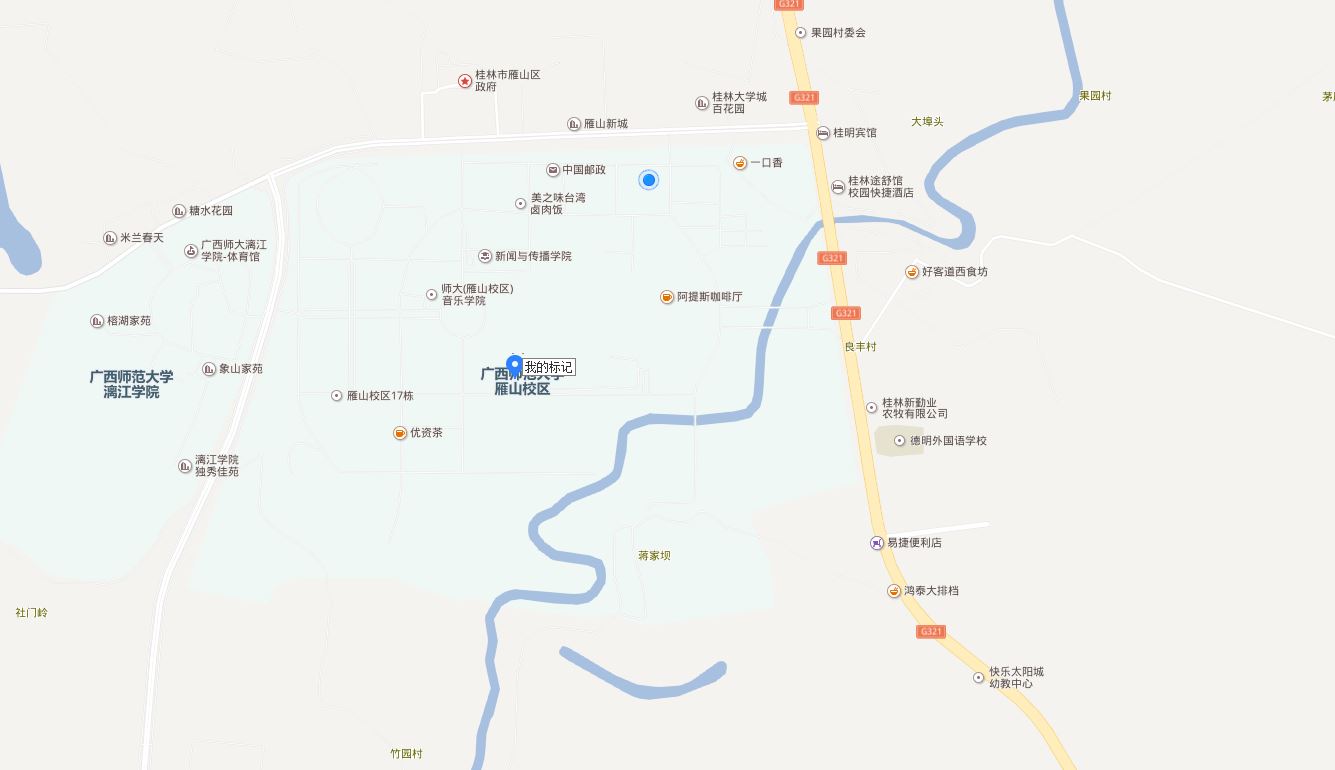 G321
果园村委会
桂林市雁山区
政府
果园村
茅
桂林大学城
百花园
G321
雁山新城
大埠头
桂明宾馆
中国邮政
一口香
桂林途舒馆
校园快捷酒店
美之味台湾
卤肉饭
糖水花园
米兰春天
广西师大漓江
学院-体育馆
新闻与传播学院
G321
好客道西食坊
师大(雁山校区)
音乐学院
阿提斯咖啡厅
G321
榕湖家苑
良丰村
象山家苑
我的标记
广西师范大学
漓江学院
广西师范大学
雁山校区
雁山校区17栋
桂林新勤业
农牧有限公司
优资茶
德明外国语学校
漓江学院
独秀佳苑
易捷便利店
蒋家坝
鸿泰大排档
社门岭
G321
快乐太阳城
幼教中心
竹园村